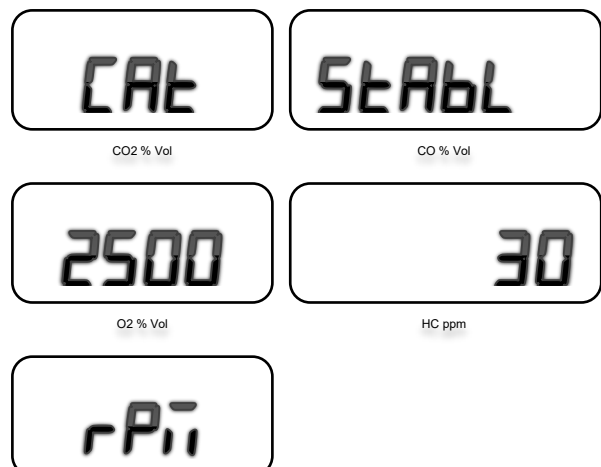 CAt StAbL
CO2 % Vol CO % Vol
2500 30
O2 % Vol HC ppm
rPm